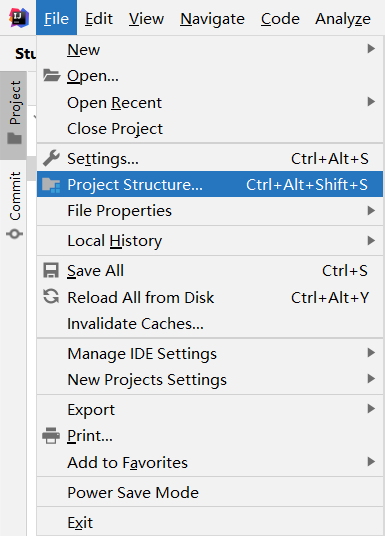 File Edit View Navigate Code Analyze
Stu
Project
Commit
New
Open...
Open Recent
Close Project
Settings... Ctrl+Alt+S
Project Structure... Ctrl+Alt+Shift+S
File Properties
Local History
Save All Ctrl+S
Reload All from Disk Ctrl+Alt+Y
Invalidate Caches...
Manage IDE Settings
New Projects Settings
Export
Print...
Add to Favorites
Power Save Mode
Exit